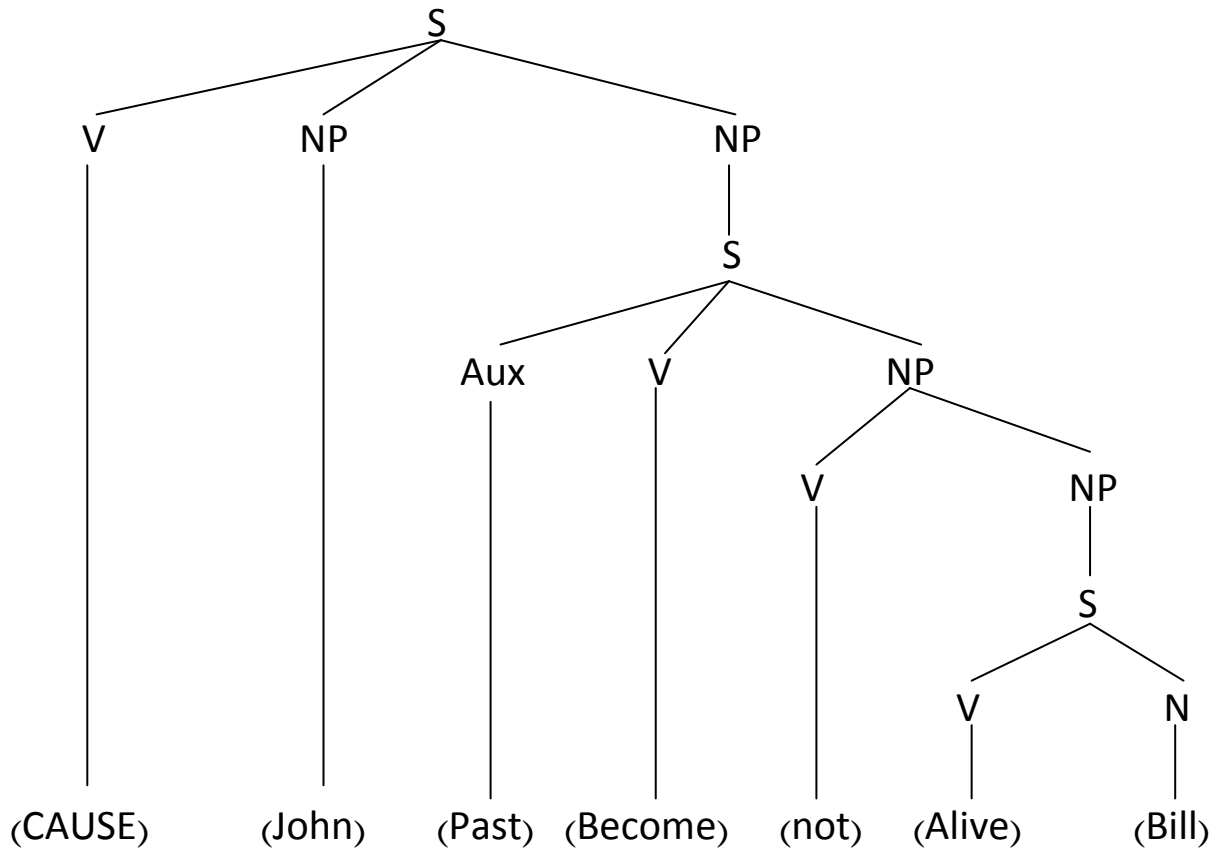 S
V NP NP
S
Aux V NP
V NP
S
V N
(CAUSE) (John) (Past) (Become) (not) (Alive) (Bill)